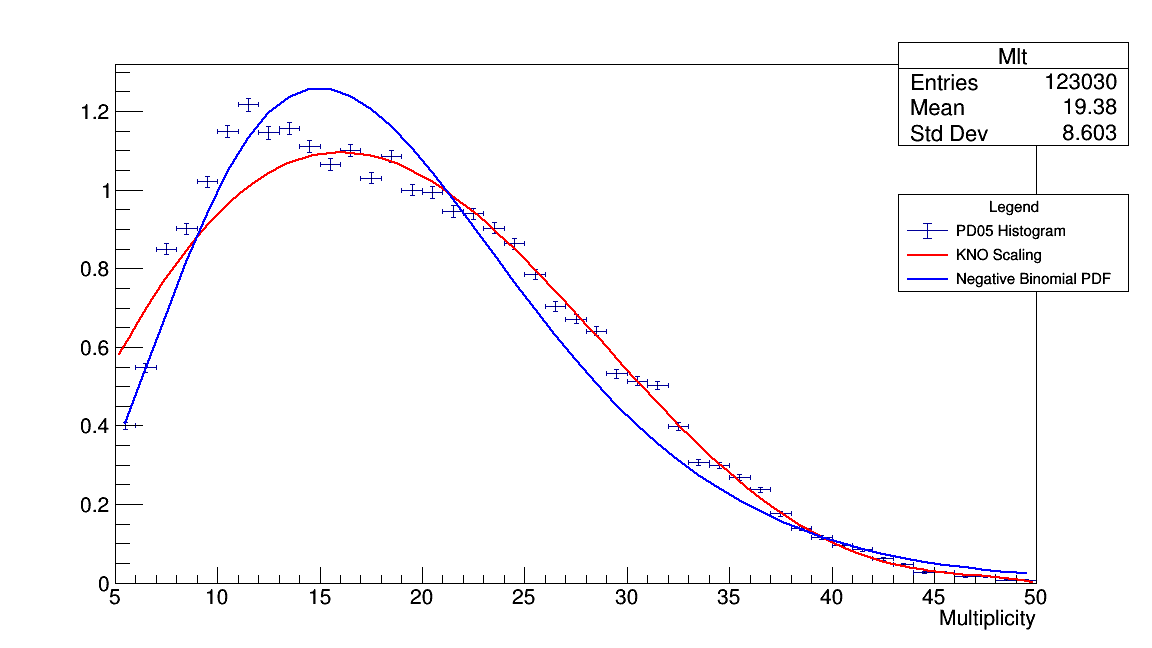 Mlt
Entries 123030
Mean 19.38
Std Dev 8.603
Legend
PD05 Histogram
KNO Scaling
Negative Binomial PDF
1.2
1
0.8
0.6
0.4
0.2
0
5 10 15 20 25 30 35 40 45 50
Multiplicity